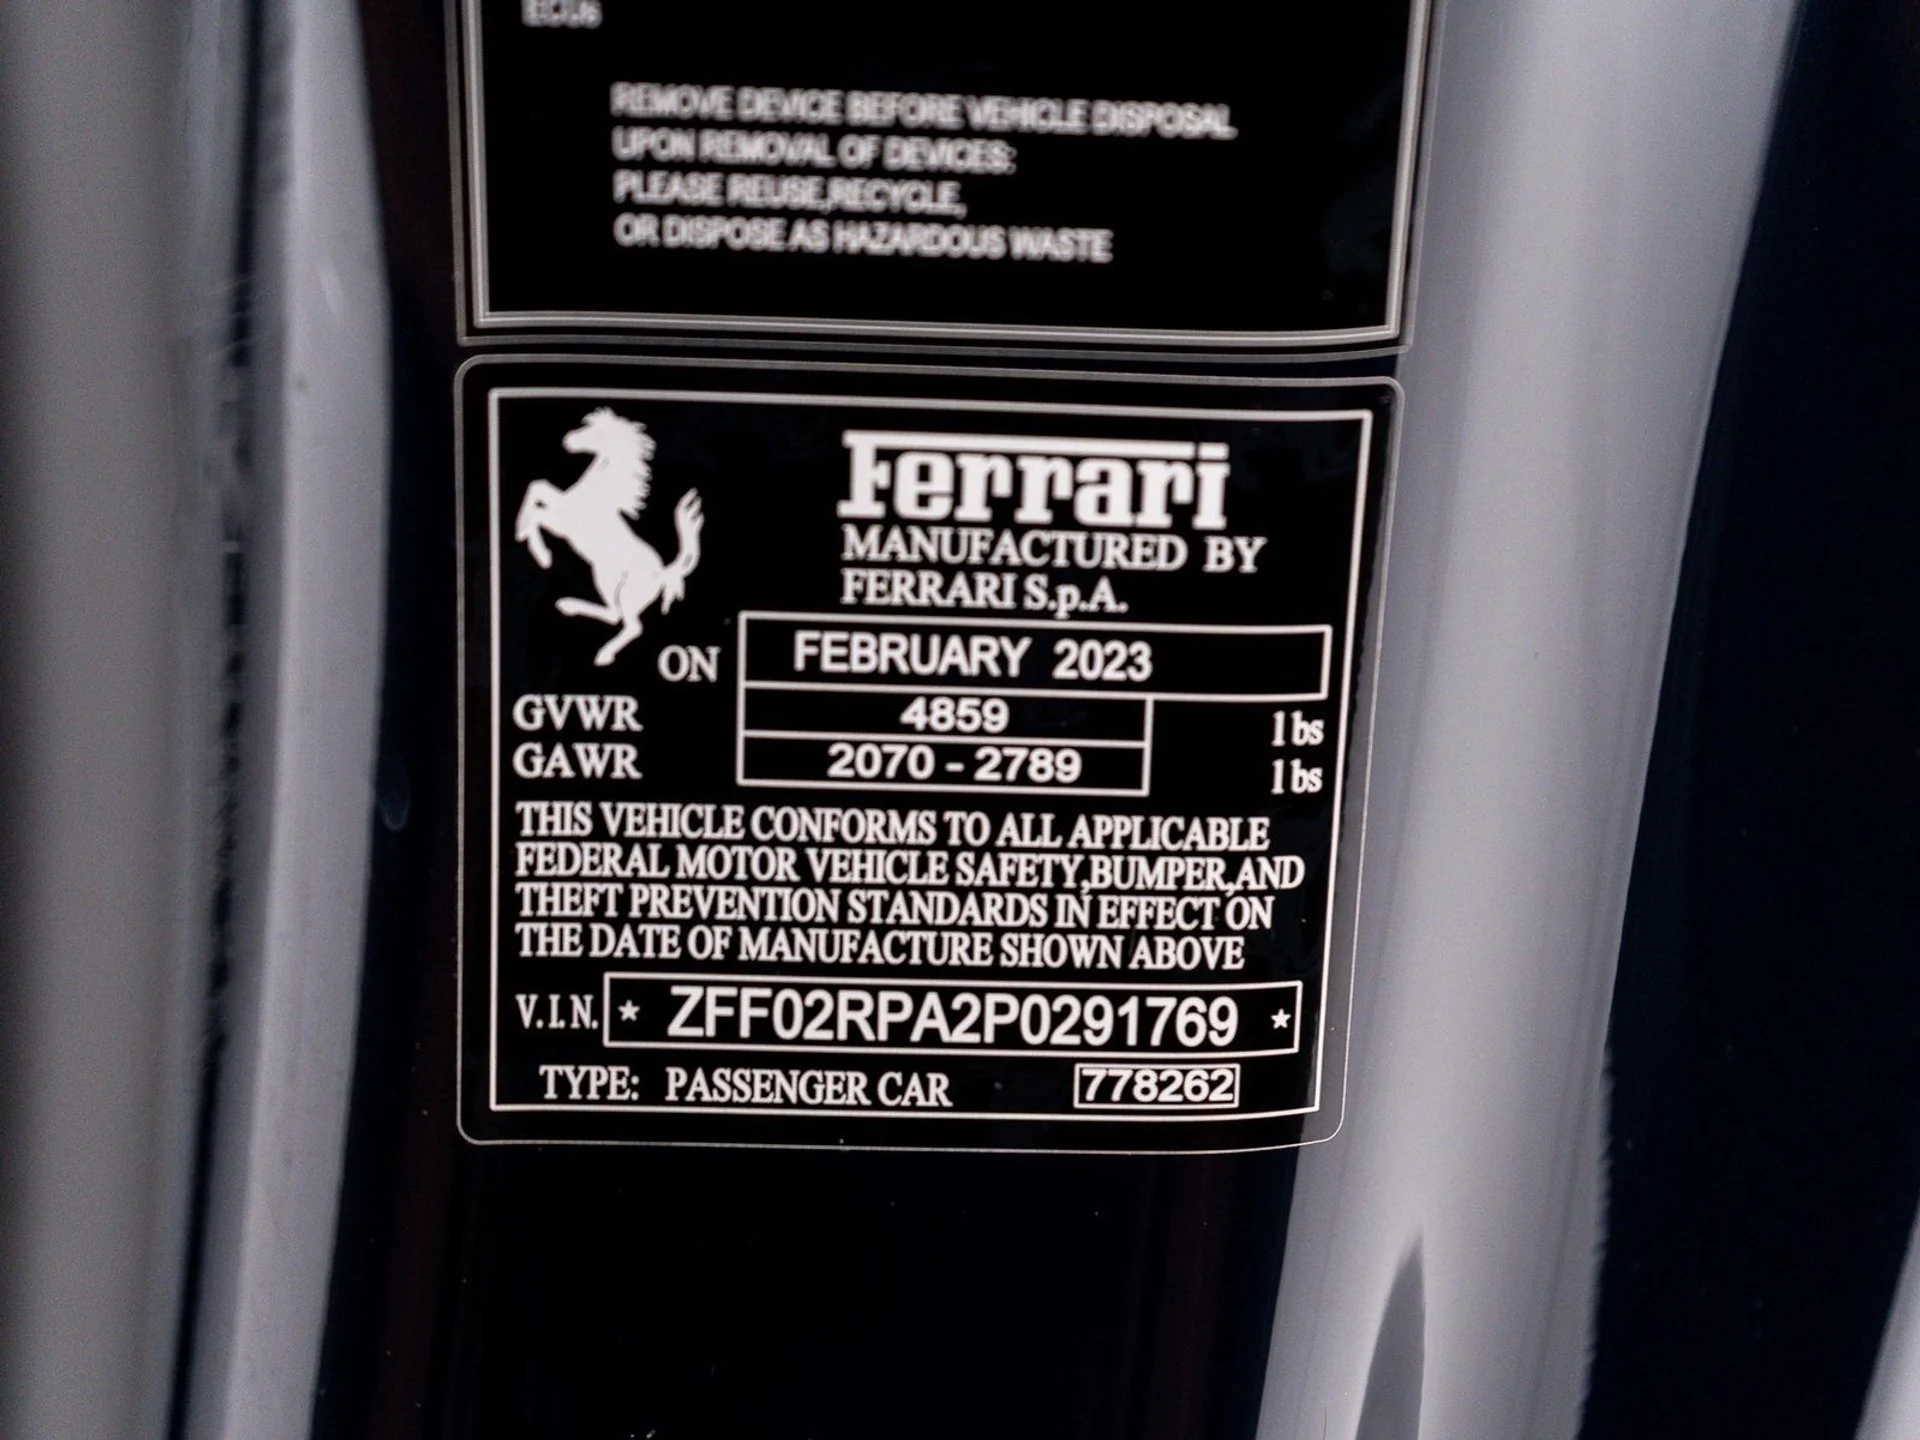 ECUs
REMOVE DEVICE BEFORE VEHICLE DISPOSAL
UPON REMOVAL OF DEVICES:
PLEASE REUSE,RECYCLE,
OR DISPOSE AS HAZARDOUS WASTE
Ferrari
MANUFACTURED BY
FERRARI S.p.A.
ON FEBRUARY 2023
GVWR 4859 lbs
GAWR 2070 - 2789 lbs
THIS VEHICLE CONFORMS TO ALL APPLICABLE
FEDERAL MOTOR VEHICLE SAFETY,BUMPER,AND
THEFT PREVENTION STANDARDS IN EFFECT ON
THE DATE OF MANUFACTURE SHOWN ABOVE
V.I.N. * ZFF02RPA2P0291769 *
TYPE: PASSENGER CAR 778262